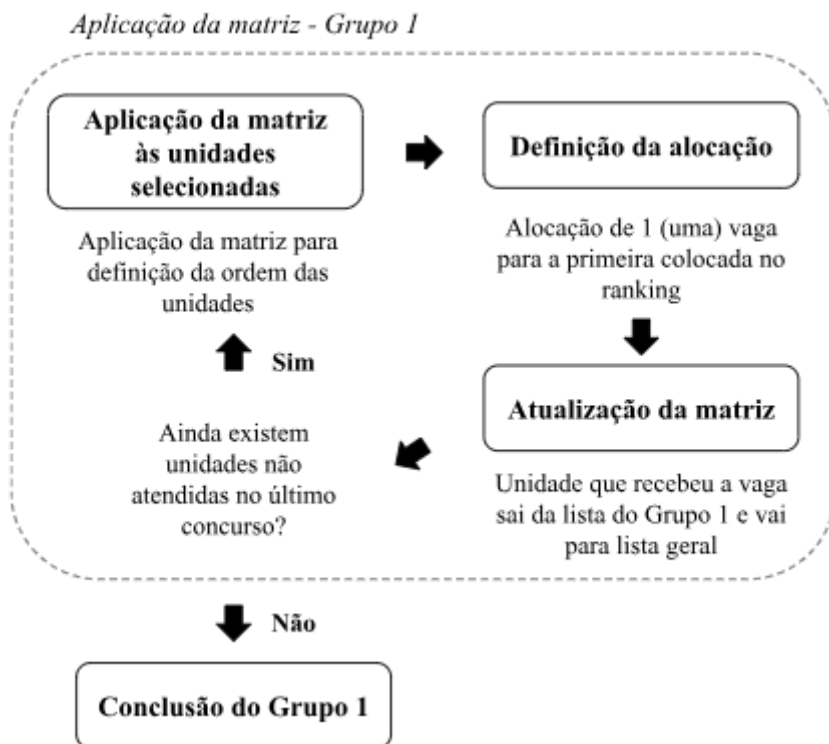 Aplicação da matriz - Grupo 1
Aplicação da matriz
às unidades
selecionadas
Aplicação da matriz para
definição da ordem das
unidades
Definição da alocação
Alocação de 1 (uma) vaga
para a primeira colocada no
ranking
Atualização da matriz
Unidade que recebeu a vaga
sai da lista do Grupo 1 e vai
para lista geral
Ainda existem
unidades não
atendidas no último
concurso?
Sim
Não
Conclusão do Grupo 1